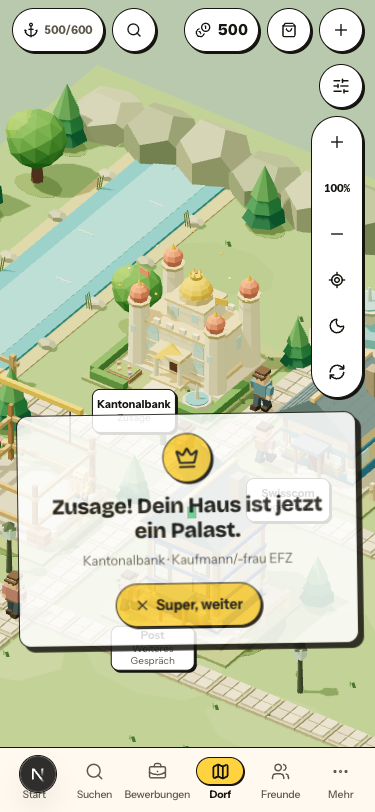 500/600
500
100%
Kantonalbank
Zusage
Swisscom
Zusage! Dein Haus ist jetzt
ein Palast.
Kantonalbank · Kaufmann/-frau EFZ
Super, weiter
Post
Weiteres
Gespräch
N
Start
Suchen
Bewerbungen
Dorf
Freunde
Mehr